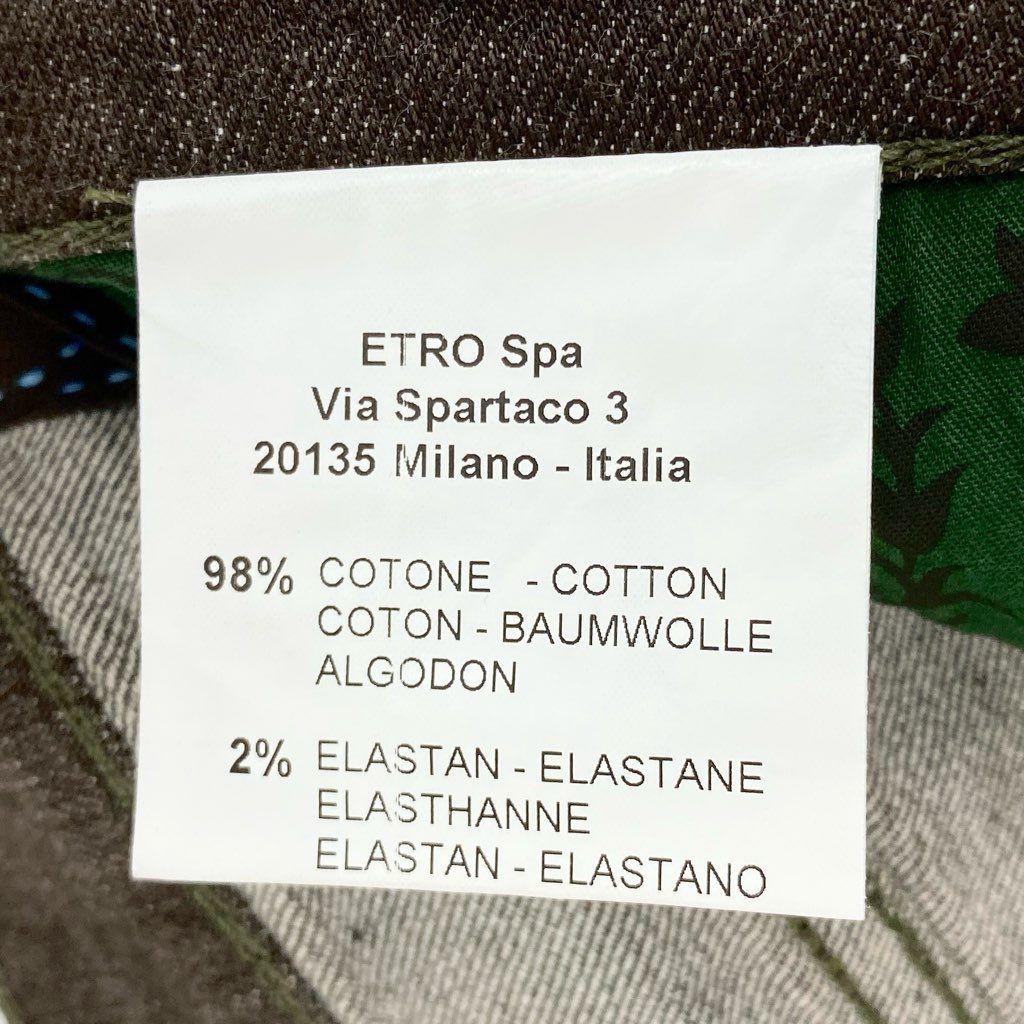 ETRO Spa
Via Spartaco 3
20135 Milano - Italia
98% COTONE - COTTON
COTON - BAUMWOLLE
ALGODON
2% ELASTAN - ELASTANE
ELASTHANNE
ELASTAN - ELASTANO